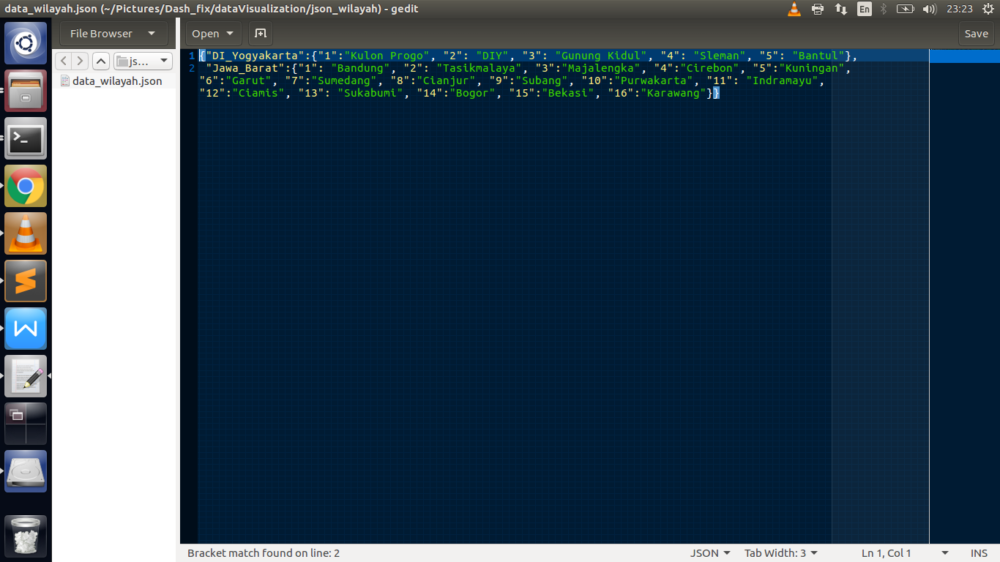 data_wilayah.json (~/Pictures/Dash_fix/dataVisualization/json_wilayah) - gedit
En
23:23
File Browser
Open
Save
js...
data_wilayah.json
1 {"DI_Yogyakarta":{"1":"Kulon Progo", "2": "DIY", "3": "Gunung Kidul", "4": "Sleman", "5": "Bantul"},
2  "Jawa_Barat":{"1": "Bandung", "2": "Tasikmalaya", "3":"Majalengka", "4":"Cirebon", "5":"Kuningan",
"6":"Garut", "7":"Sumedang", "8":"Cianjur", "9":"Subang", "10":"Purwakarta", "11": "Indramayu",
"12":"Ciamis", "13": "Sukabumi", "14":"Bogor", "15":"Bekasi", "16":"Karawang"}}
Bracket match found on line: 2
JSON
Tab Width: 3
Ln 1, Col 1
INS